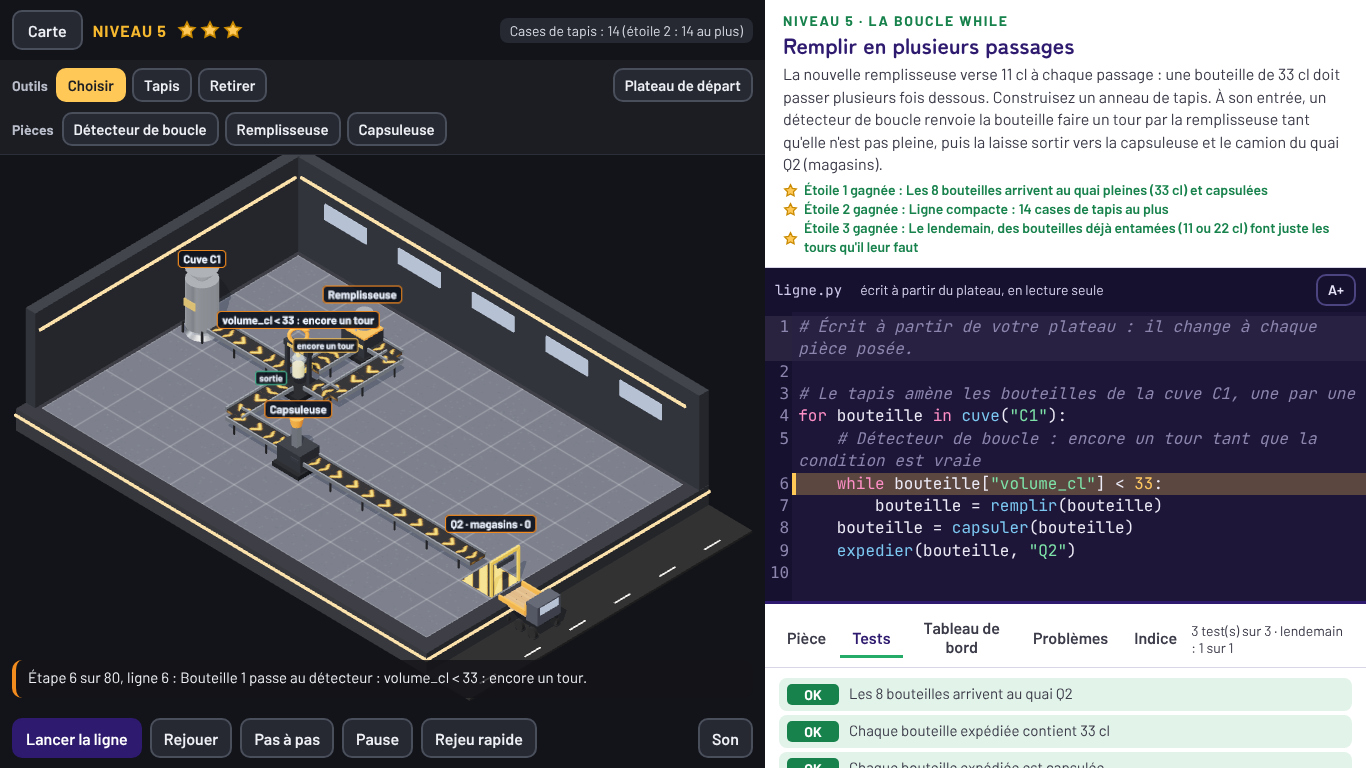 Carte
NIVEAU 5
Cases de tapis : 14 (étoile 2 : 14 au plus)
Outils
Choisir
Tapis
Retirer
Plateau de départ
Pièces
Détecteur de boucle
Remplisseuse
Capsuleuse
Cuve C1
Remplisseuse
volume_cl < 33 : encore un tour
encore un tour
sortie
Capsuleuse
Q2 · magasins · 0
Étape 6 sur 80, ligne 6 : Bouteille 1 passe au détecteur : volume_cl < 33 : encore un tour.
Lancer la ligne
Rejouer
Pas à pas
Pause
Rejeu rapide
Son
NIVEAU 5 · LA BOUCLE WHILE
Remplir en plusieurs passages
La nouvelle remplisseuse verse 11 cl à chaque passage : une bouteille de 33 cl doit
passer plusieurs fois dessous. Construisez un anneau de tapis. À son entrée, un
détecteur de boucle renvoie la bouteille faire un tour par la remplisseuse tant
qu'elle n'est pas pleine, puis la laisse sortir vers la capsuleuse et le camion du quai
Q2 (magasins).
Étoile 1 gagnée : Les 8 bouteilles arrivent au quai pleines (33 cl) et capsulées
Étoile 2 gagnée : Ligne compacte : 14 cases de tapis au plus
Étoile 3 gagnée : Le lendemain, des bouteilles déjà entamées (11 ou 22 cl) font juste les
tours qu'il leur faut
ligne.py
écrit à partir du plateau, en lecture seule
A+
1 # Écrit à partir de votre plateau : il change à chaque
pièce posée.
2
3 # Le tapis amène les bouteilles de la cuve C1, une par une
4 for bouteille in cuve("C1"):
5 # Détecteur de boucle : encore un tour tant que la
condition est vraie
6 while bouteille["volume_cl"] < 33:
7 bouteille = remplir(bouteille)
8 bouteille = capsuler(bouteille)
9 expedier(bouteille, "Q2")
10
Pièce
Tests
Tableau de
bord
Problèmes
Indice
3 test(s) sur 3 · lendemain
: 1 sur 1
OK Les 8 bouteilles arrivent au quai Q2
OK Chaque bouteille expédiée contient 33 cl
OK Chaque bouteille expédiée est capsulée